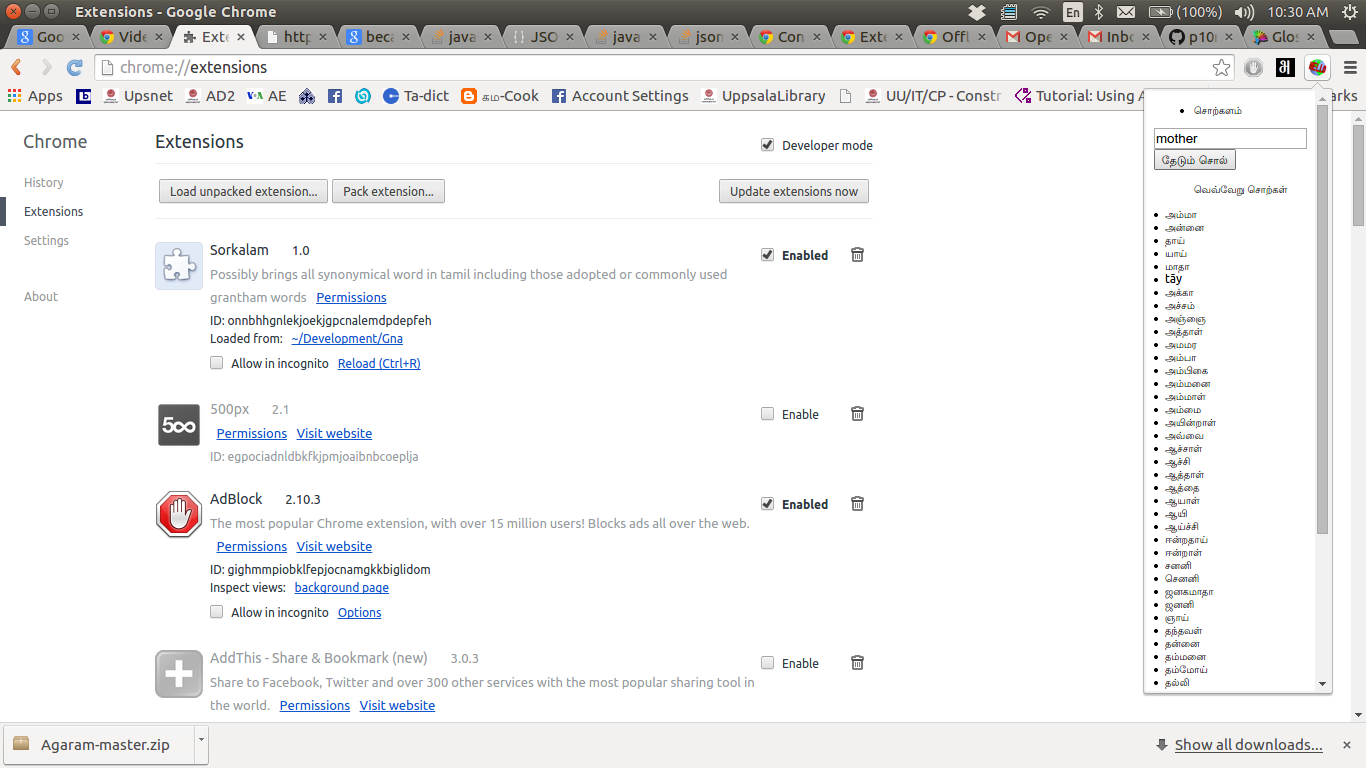 Extensions - Google Chrome
En
(100%)
10:30 AM
Goo
Vide
Exte
http
beca
java
JSO
java
json
Con
Exte
Offl
Ope
Inbo
p10
Glos
chrome://extensions
Apps
Upsnet
AD2
AE
Ta-dict
கம-Cook
Account Settings
UppsalaLibrary
UU/IT/CP - Constr
Tutorial: Using A
arks
Chrome
History
Extensions
Settings
About
Extensions
Developer mode
Load unpacked extension...
Pack extension...
Update extensions now
Sorkalam 1.0
Enabled
Possibly brings all synonymical word in tamil including those adopted or commonly used
grantham words Permissions
ID: onnbhhgnlekjoekjgpcnalemdpdepfeh
Loaded from: ~/Development/Gna
Allow in incognito Reload (Ctrl+R)
500px 2.1
Enable
Permissions Visit website
ID: egpociadnldbkfkjpmjoaibnbcoeplja
AdBlock 2.10.3
Enabled
The most popular Chrome extension, with over 15 million users! Blocks ads all over the web.
Permissions Visit website
ID: gighmmpiobklfepjocnamgkkbiglidom
Inspect views: background page
Allow in incognito Options
AddThis - Share & Bookmark (new) 3.0.3
Enable
Share to Facebook, Twitter and over 300 other services with the most popular sharing tool in
the world. Permissions Visit website
சொற்களம்
mother
தேடும் சொல்
வெவ்வேறு சொற்கள்
அம்மா
அன்னை
தாய்
யாய்
மாதா
tāy
அக்கா
அச்சம்
அஞ்ஞை
அத்தாள்
அமமர
அம்பா
அம்பிகை
அம்மனை
அம்மாள்
அம்மை
அயின்றாள்
அவ்வை
ஆச்சாள்
ஆச்சி
ஆத்தாள்
ஆத்தை
ஆயாள்
ஆயி
ஆய்ச்சி
ஈன்றதாய்
ஈன்றாள்
சனனி
செனனி
ஜனகமாதா
ஜனனி
ஞாய்
தந்தவள்
தன்னை
தம்மனை
தம்மோய்
தல்லி
Agaram-master.zip
Show all downloads...